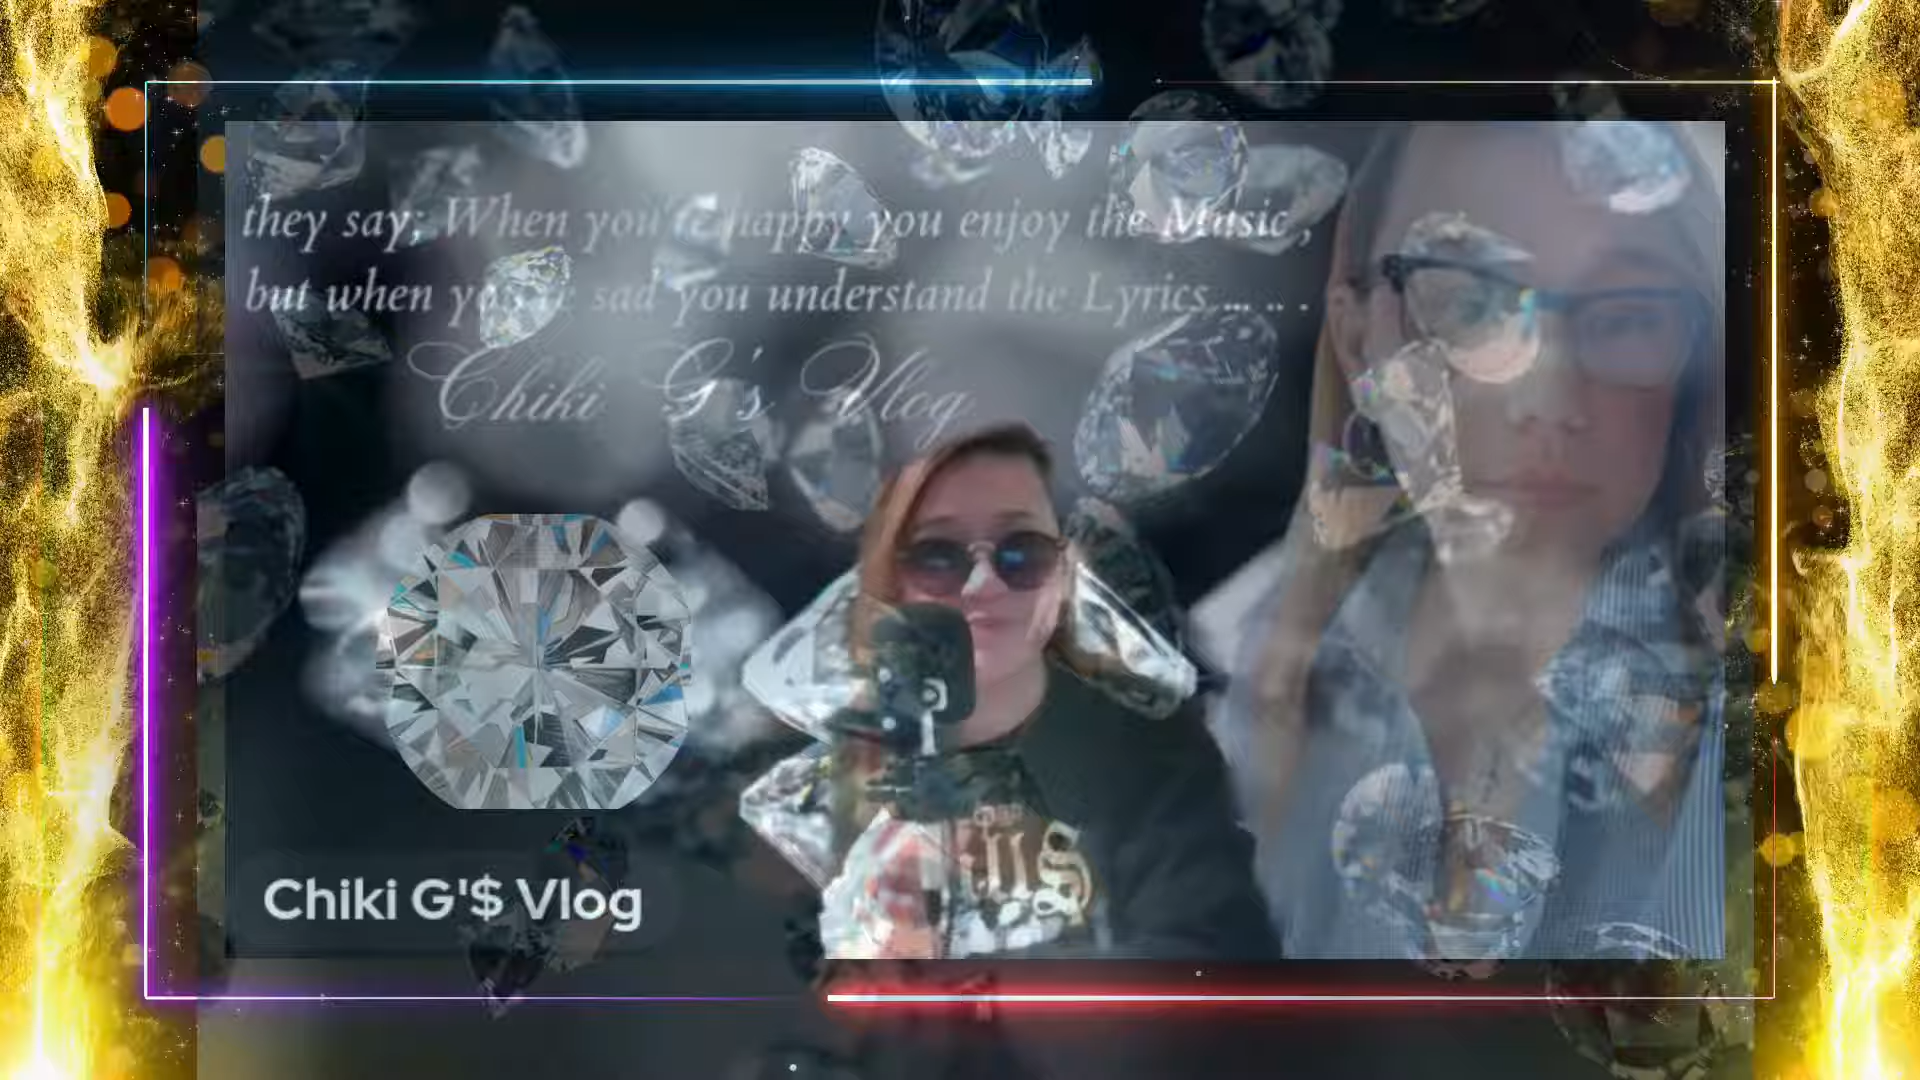 they say; When you're happy you enjoy the Music,
but when you're sad you understand the Lyrics... .. .
Chiki G's Vlog
Chiki G'$ Vlog